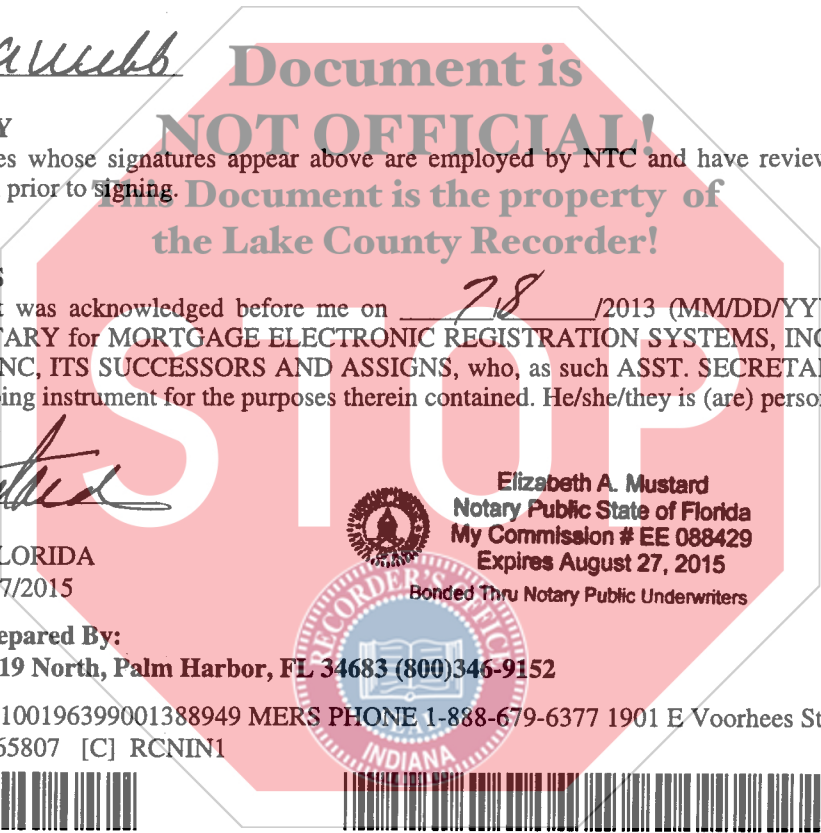 Document is
NOT OFFICIAL!
Y
es whose signatures appear above are employed by NTC and have review
prior to signing.
This Document is the property of
the Lake County Recorder!
S
t was acknowledged before me on 7/8/2013 (MM/DD/YYY
TARY for MORTGAGE ELECTRONIC REGISTRATION SYSTEMS, INC
NC, ITS SUCCESSORS AND ASSIGNS, who, as such ASST. SECRETAR
ing instrument for the purposes therein contained. He/she/they is (are) person
STOP
Elizabeth A. Mustard
Notary Public State of Florida
My Commission # EE 088429
Expires August 27, 2015
Bonded Thru Notary Public Underwriters
LORIDA
7/2015
RECORDER'S OFFICE
SEAL
INDIANA
epared By:
19 North, Palm Harbor, FL 34683 (800)346-9152
100196399001388949 MERS PHONE 1-888-679-6377 1901 E Voorhees St
65807 [C] RCNIN1